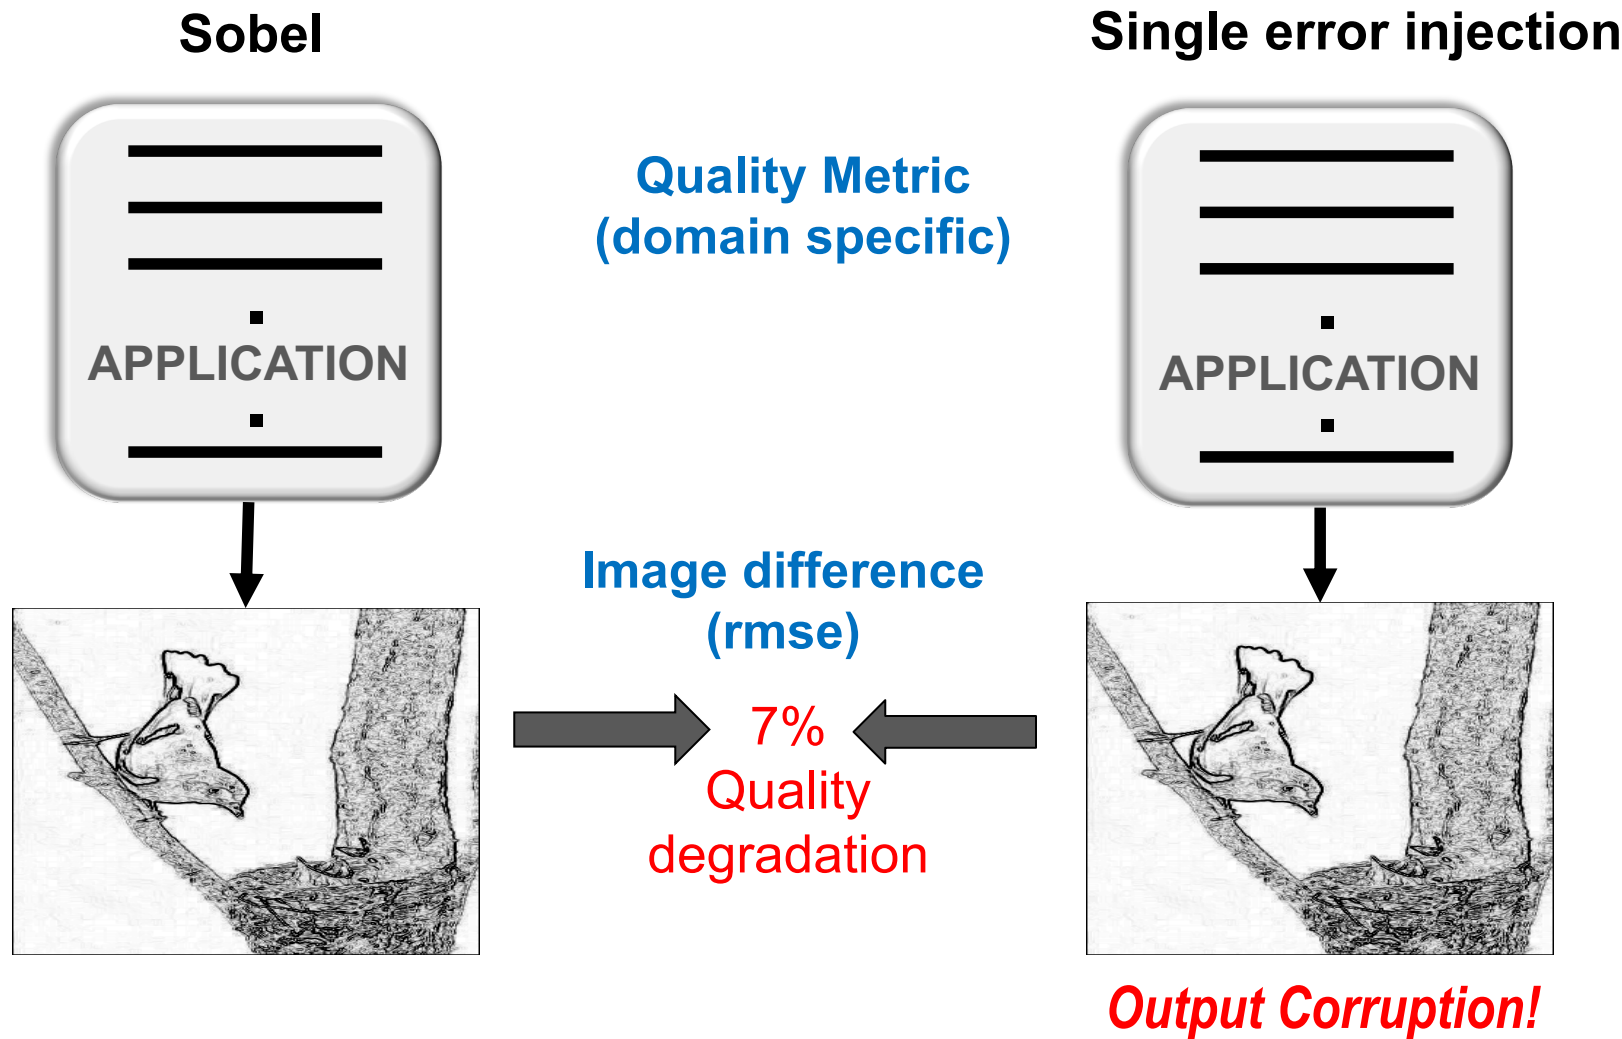 Sobel
Single error injection
APPLICATION
Quality Metric
(domain specific)
APPLICATION
Image difference
(rmse)
7%
Quality
degradation
Output Corruption!